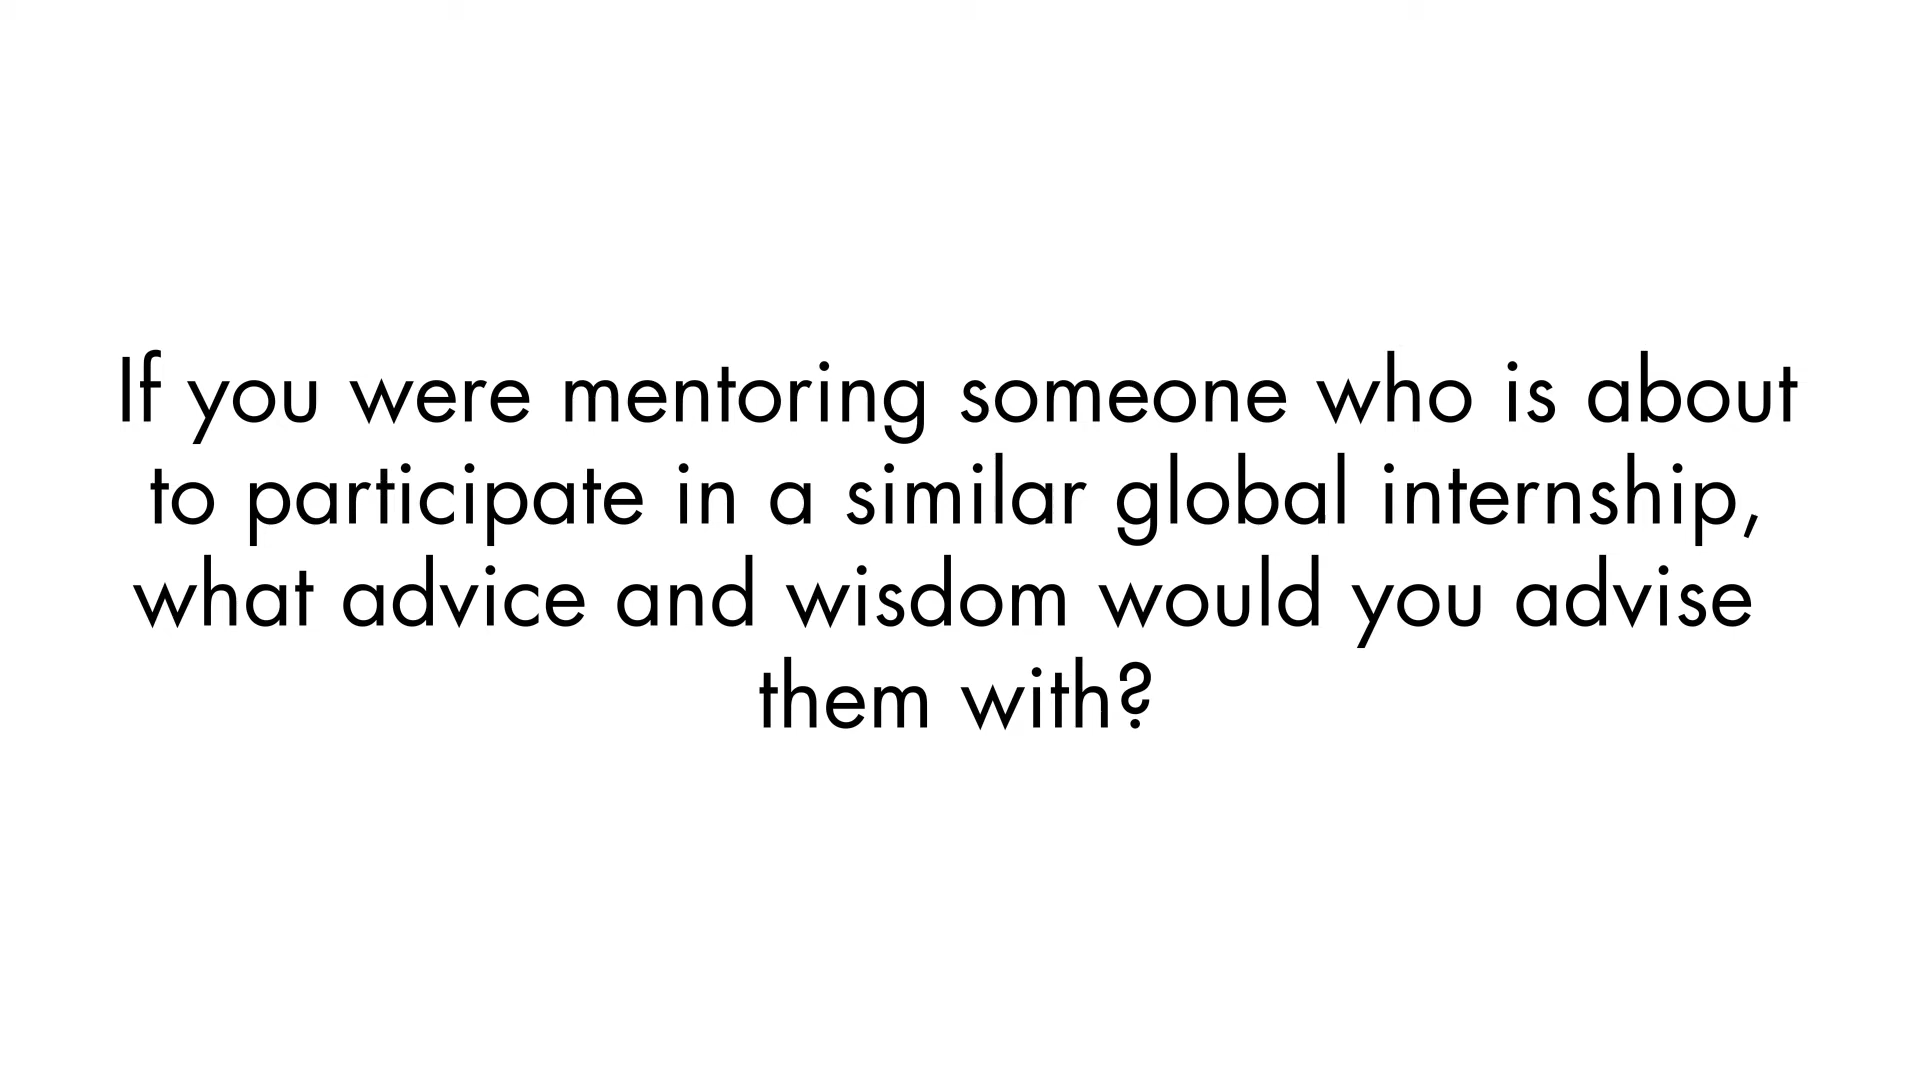 If you were mentoring someone who is about
to participate in a similar global internship,
what advice and wisdom would you advise
them with?